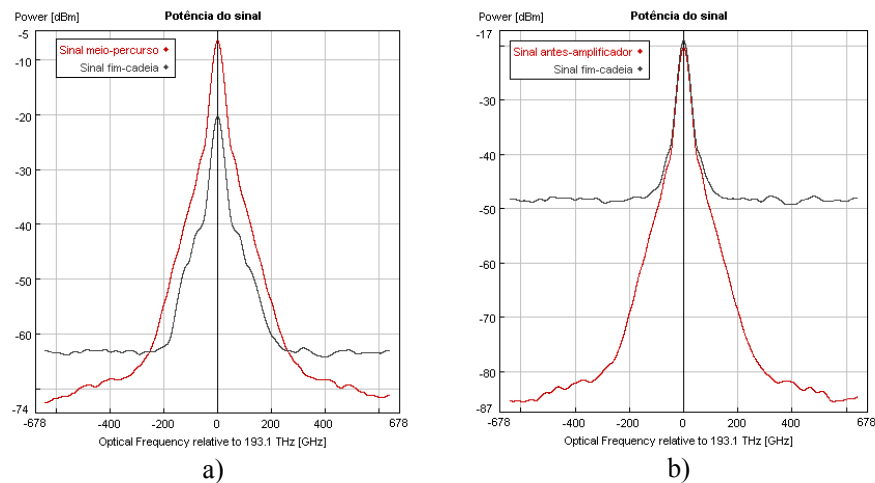 Power [dBm]
Potência do sinal
-5
-10
-20
-30
-40
-50
-60
-74
Sinal meio-percurso
Sinal fim-cadeia
-678
-400
-200
0
200
400
678
Optical Frequency relative to 193.1 THz [GHz]
a)
Power [dBm]
Potência do sinal
-17
-30
-40
-50
-60
-70
-80
-87
Sinal antes-amplificador
Sinal fim-cadeia
-678
-400
-200
0
200
400
678
Optical Frequency relative to 193.1 THz [GHz]
b)